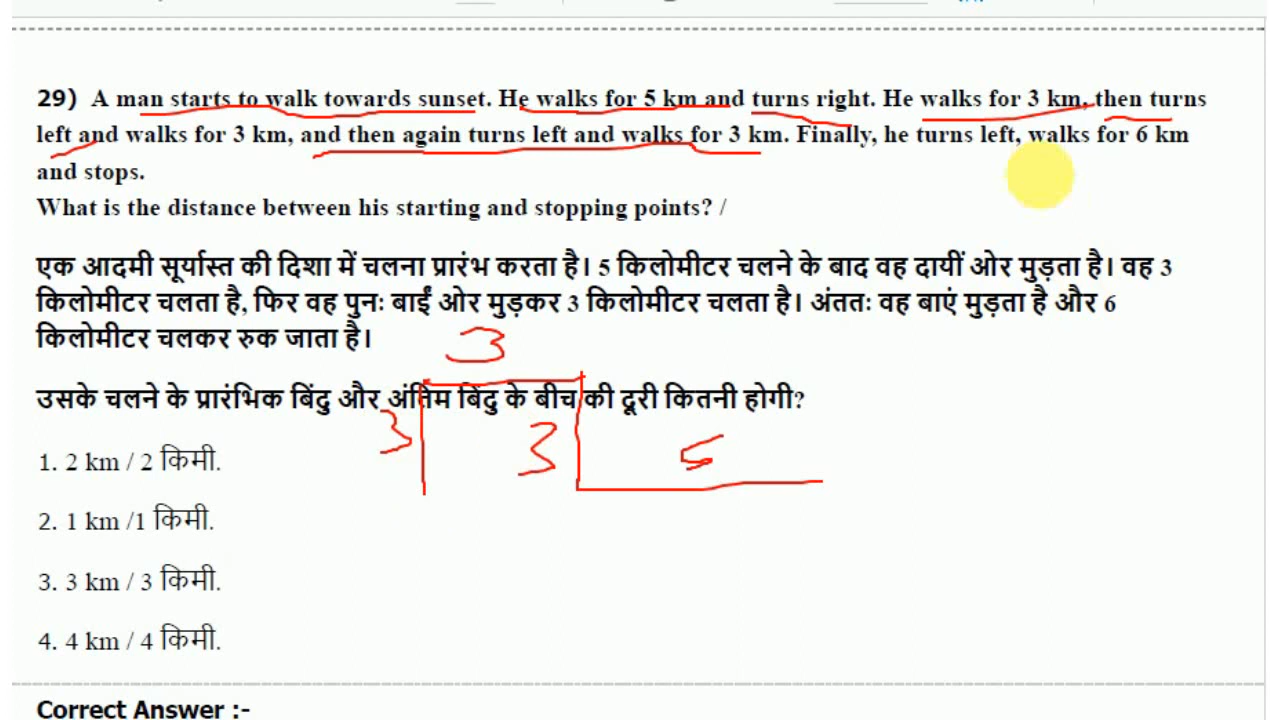 29) A man starts to walk towards sunset. He walks for 5 km and turns right. He walks for 3 km, then turns
left and walks for 3 km, and then again turns left and walks for 3 km. Finally, he turns left, walks for 6 km
and stops.
What is the distance between his starting and stopping points? /
एक आदमी सूर्यास्त की दिशा में चलना प्रारंभ करता है। 5 किलोमीटर चलने के बाद वह दायीं ओर मुड़ता है। वह 3
किलोमीटर चलता है, फिर वह पुनः बाईं ओर मुड़कर 3 किलोमीटर चलता है। अंततः वह बाएं मुड़ता है और 6
किलोमीटर चलकर रुक जाता है।
3
उसके चलने के प्रारंभिक बिंदु और अंतिम बिंदु के बीच की दूरी कितनी होगी?
3 3 5
1. 2 km / 2 किमी.
2. 1 km /1 किमी.
3. 3 km / 3 किमी.
4. 4 km / 4 किमी.
Correct Answer :-